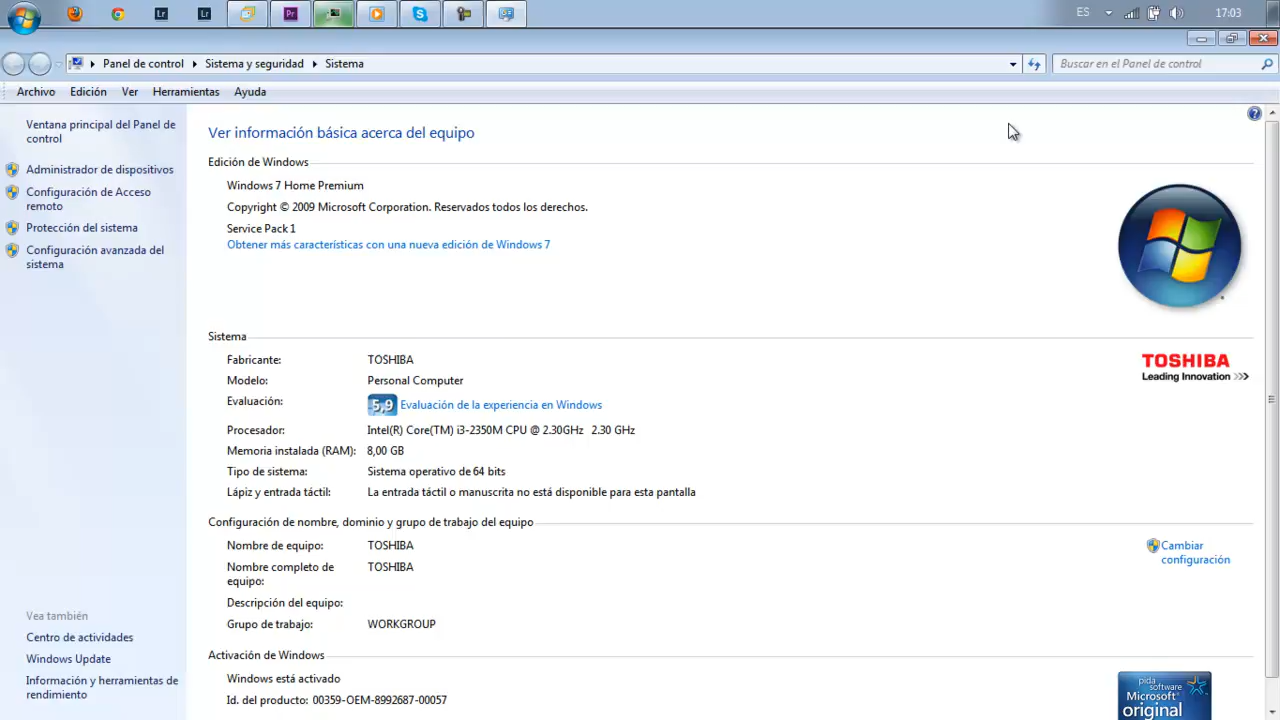 Lr
Lr
Pr
ES
17:03
Panel de control
Sistema y seguridad
Sistema
Buscar en el Panel de control
Archivo
Edición
Ver
Herramientas
Ayuda
Ventana principal del Panel de
control
Administrador de dispositivos
Configuración de Acceso
remoto
Protección del sistema
Configuración avanzada del
sistema
Vea también
Centro de actividades
Windows Update
Información y herramientas de
rendimiento
Ver información básica acerca del equipo
Edición de Windows
Windows 7 Home Premium
Copyright © 2009 Microsoft Corporation. Reservados todos los derechos.
Service Pack 1
Obtener más características con una nueva edición de Windows 7
Sistema
TOSHIBA
Leading Innovation >>>
Fabricante: TOSHIBA
Modelo: Personal Computer
Evaluación: 5,9 Evaluación de la experiencia en Windows
Procesador: Intel(R) Core(TM) i3-2350M CPU @ 2.30GHz 2.30 GHz
Memoria instalada (RAM): 8,00 GB
Tipo de sistema: Sistema operativo de 64 bits
Lápiz y entrada táctil: La entrada táctil o manuscrita no está disponible para esta pantalla
Configuración de nombre, dominio y grupo de trabajo del equipo
Nombre de equipo: TOSHIBA
Cambiar
configuración
Nombre completo de TOSHIBA
equipo:
Descripción del equipo:
Grupo de trabajo: WORKGROUP
Activación de Windows
Windows está activado
Id. del producto: 00359-OEM-8992687-00057
pida
software
Microsoft
original